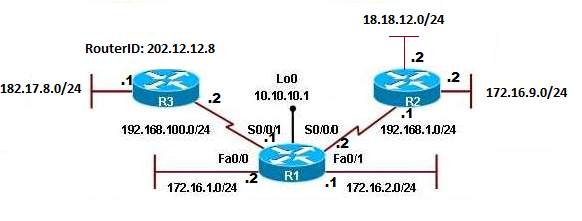 18.18.12.0/24
RouterID: 202.12.12.8
.2
Lo0
10.10.10.1
.1
182.17.8.0/24
R3
.2
R2
.2
172.16.9.0/24
192.168.100.0/24
S0/0/1
.1
S0/0/0
.2
.1
192.168.1.0/24
Fa0/0
.2
R1
Fa0/1
.1
172.16.1.0/24
172.16.2.0/24